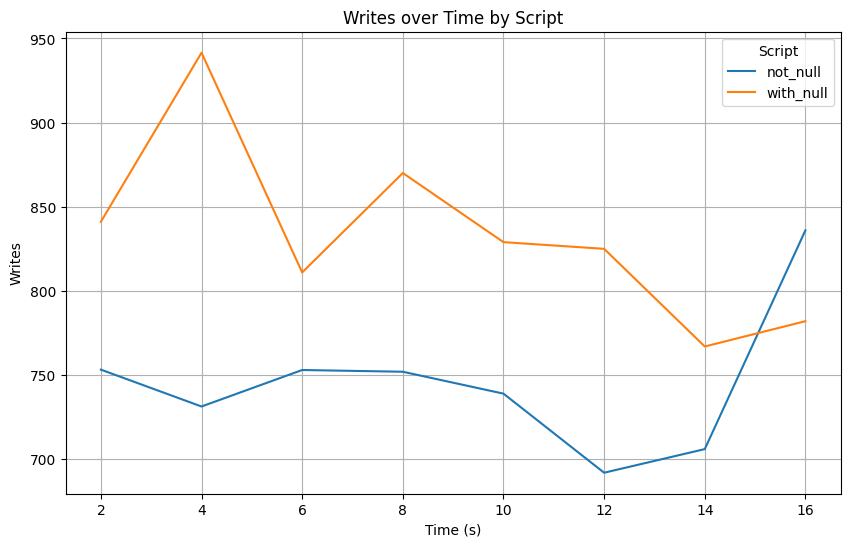 Writes over Time by Script
950
900
850
800
750
700
Writes
Script
not_null
with_null
2 4 6 8 10 12 14 16
Time (s)